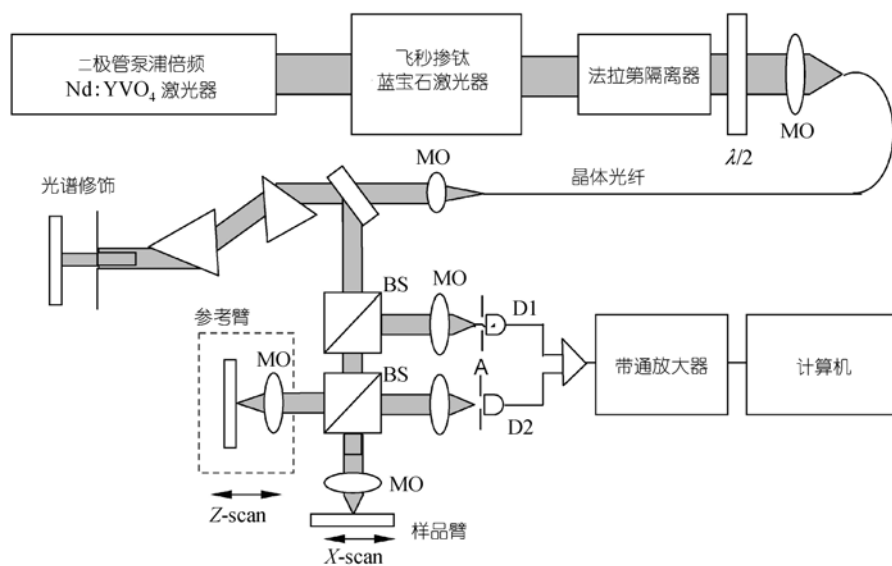 二极管泵浦倍频
Nd:YVO4 激光器
飞秒掺钛
蓝宝石激光器
法拉第隔离器
λ/2
MO
晶体光纤
MO
光谱修饰
BS
MO
D1
参考臂
MO
BS
A
D2
带通放大器
计算机
MO
Z-scan
X-scan
样品臂